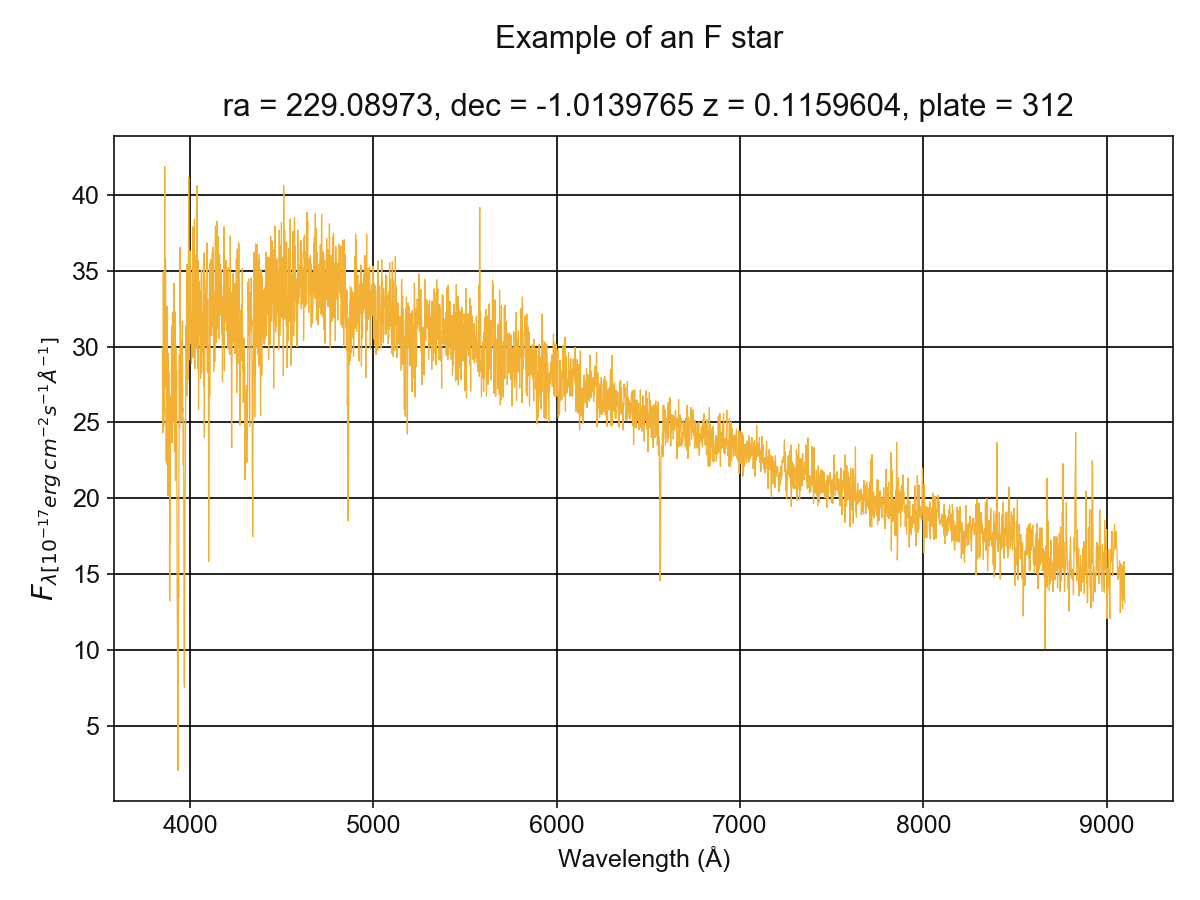 Example of an F star
ra = 229.08973, dec = -1.0139765 z = 0.1159604, plate = 312
40
35
30
25
20
15
10
5
F_{λ[10^{-17} erg cm^{-2} s^{-1} Å^{-1}]}
4000 5000 6000 7000 8000 9000
Wavelength (Å)